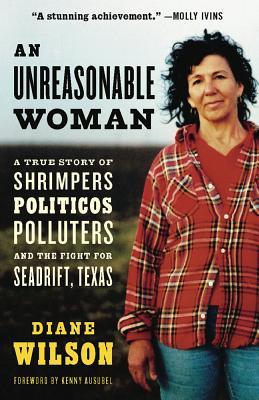 "A stunning achievement." —MOLLY IVINS
AN
UNREASONABLE
WOMAN
A TRUE STORY OF
SHRIMPERS
POLITICOS
POLLUTERS
AND THE FIGHT FOR
SEADRIFT, TEXAS
DIANE
WILSON
FOREWORD BY KENNY AUSUBEL